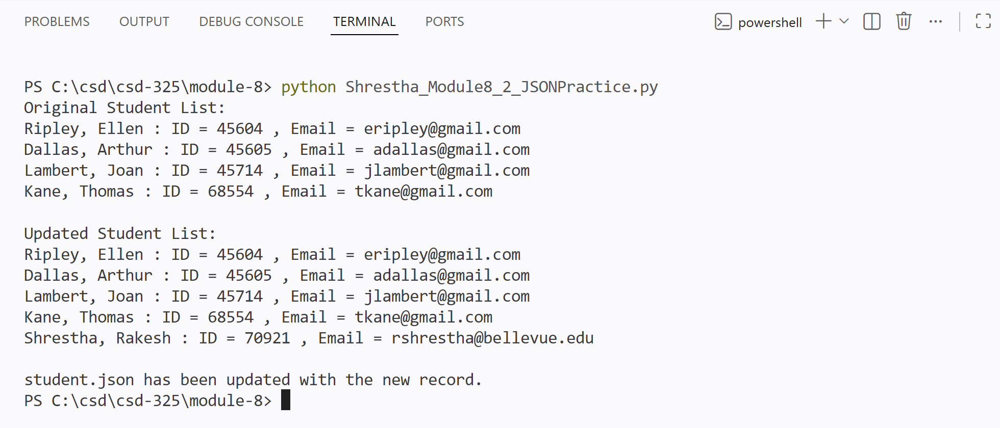 PROBLEMS OUTPUT DEBUG CONSOLE TERMINAL PORTS powershell
PS C:\csd\csd-325\module-8> python Shrestha_Module8_2_JSONPractice.py
Original Student List:
Ripley, Ellen : ID = 45604 , Email = eripley@gmail.com
Dallas, Arthur : ID = 45605 , Email = adallas@gmail.com
Lambert, Joan : ID = 45714 , Email = jlambert@gmail.com
Kane, Thomas : ID = 68554 , Email = tkane@gmail.com
Updated Student List:
Ripley, Ellen : ID = 45604 , Email = eripley@gmail.com
Dallas, Arthur : ID = 45605 , Email = adallas@gmail.com
Lambert, Joan : ID = 45714 , Email = jlambert@gmail.com
Kane, Thomas : ID = 68554 , Email = tkane@gmail.com
Shrestha, Rakesh : ID = 70921 , Email = rshrestha@bellevue.edu
student.json has been updated with the new record.
PS C:\csd\csd-325\module-8>